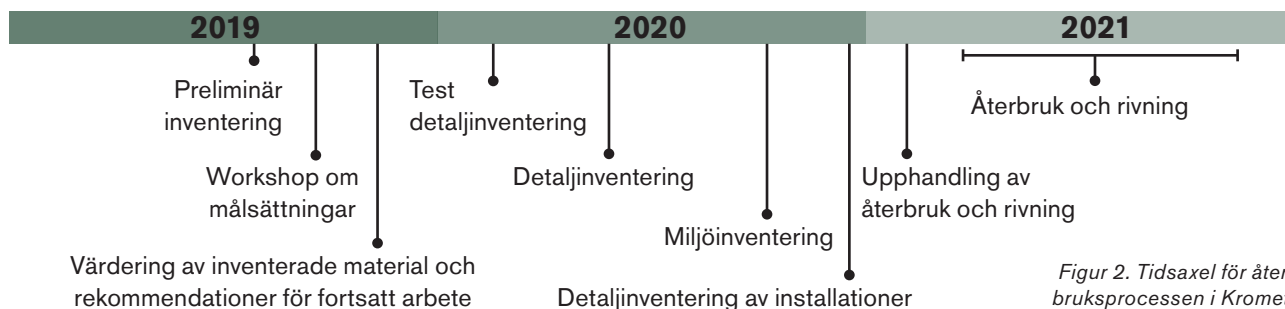 2019
2020
2021
Preliminär
inventering
Workshop om
målsättningar
Värdering av inventerade material och
rekommendationer för fortsatt arbete
Test
detaljinventering
Detaljinventering
Miljöinventering
Detaljinventering av installationer
Upphandling av
återbruk och rivning
Återbruk och rivning
Figur 2. Tidsaxel för åter
bruksprocessen i Krome